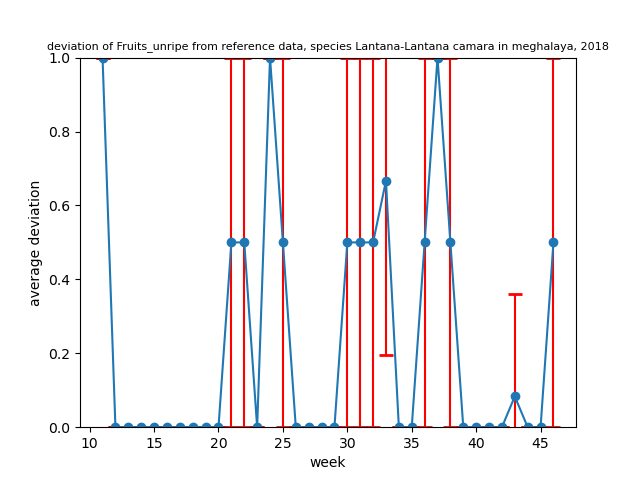 deviation of Fruits_unripe from reference data, species Lantana-Lantana camara in meghalaya, 2018
1.0
0.8
0.6
0.4
0.2
0.0
average deviation
10 15 20 25 30 35 40 45
week